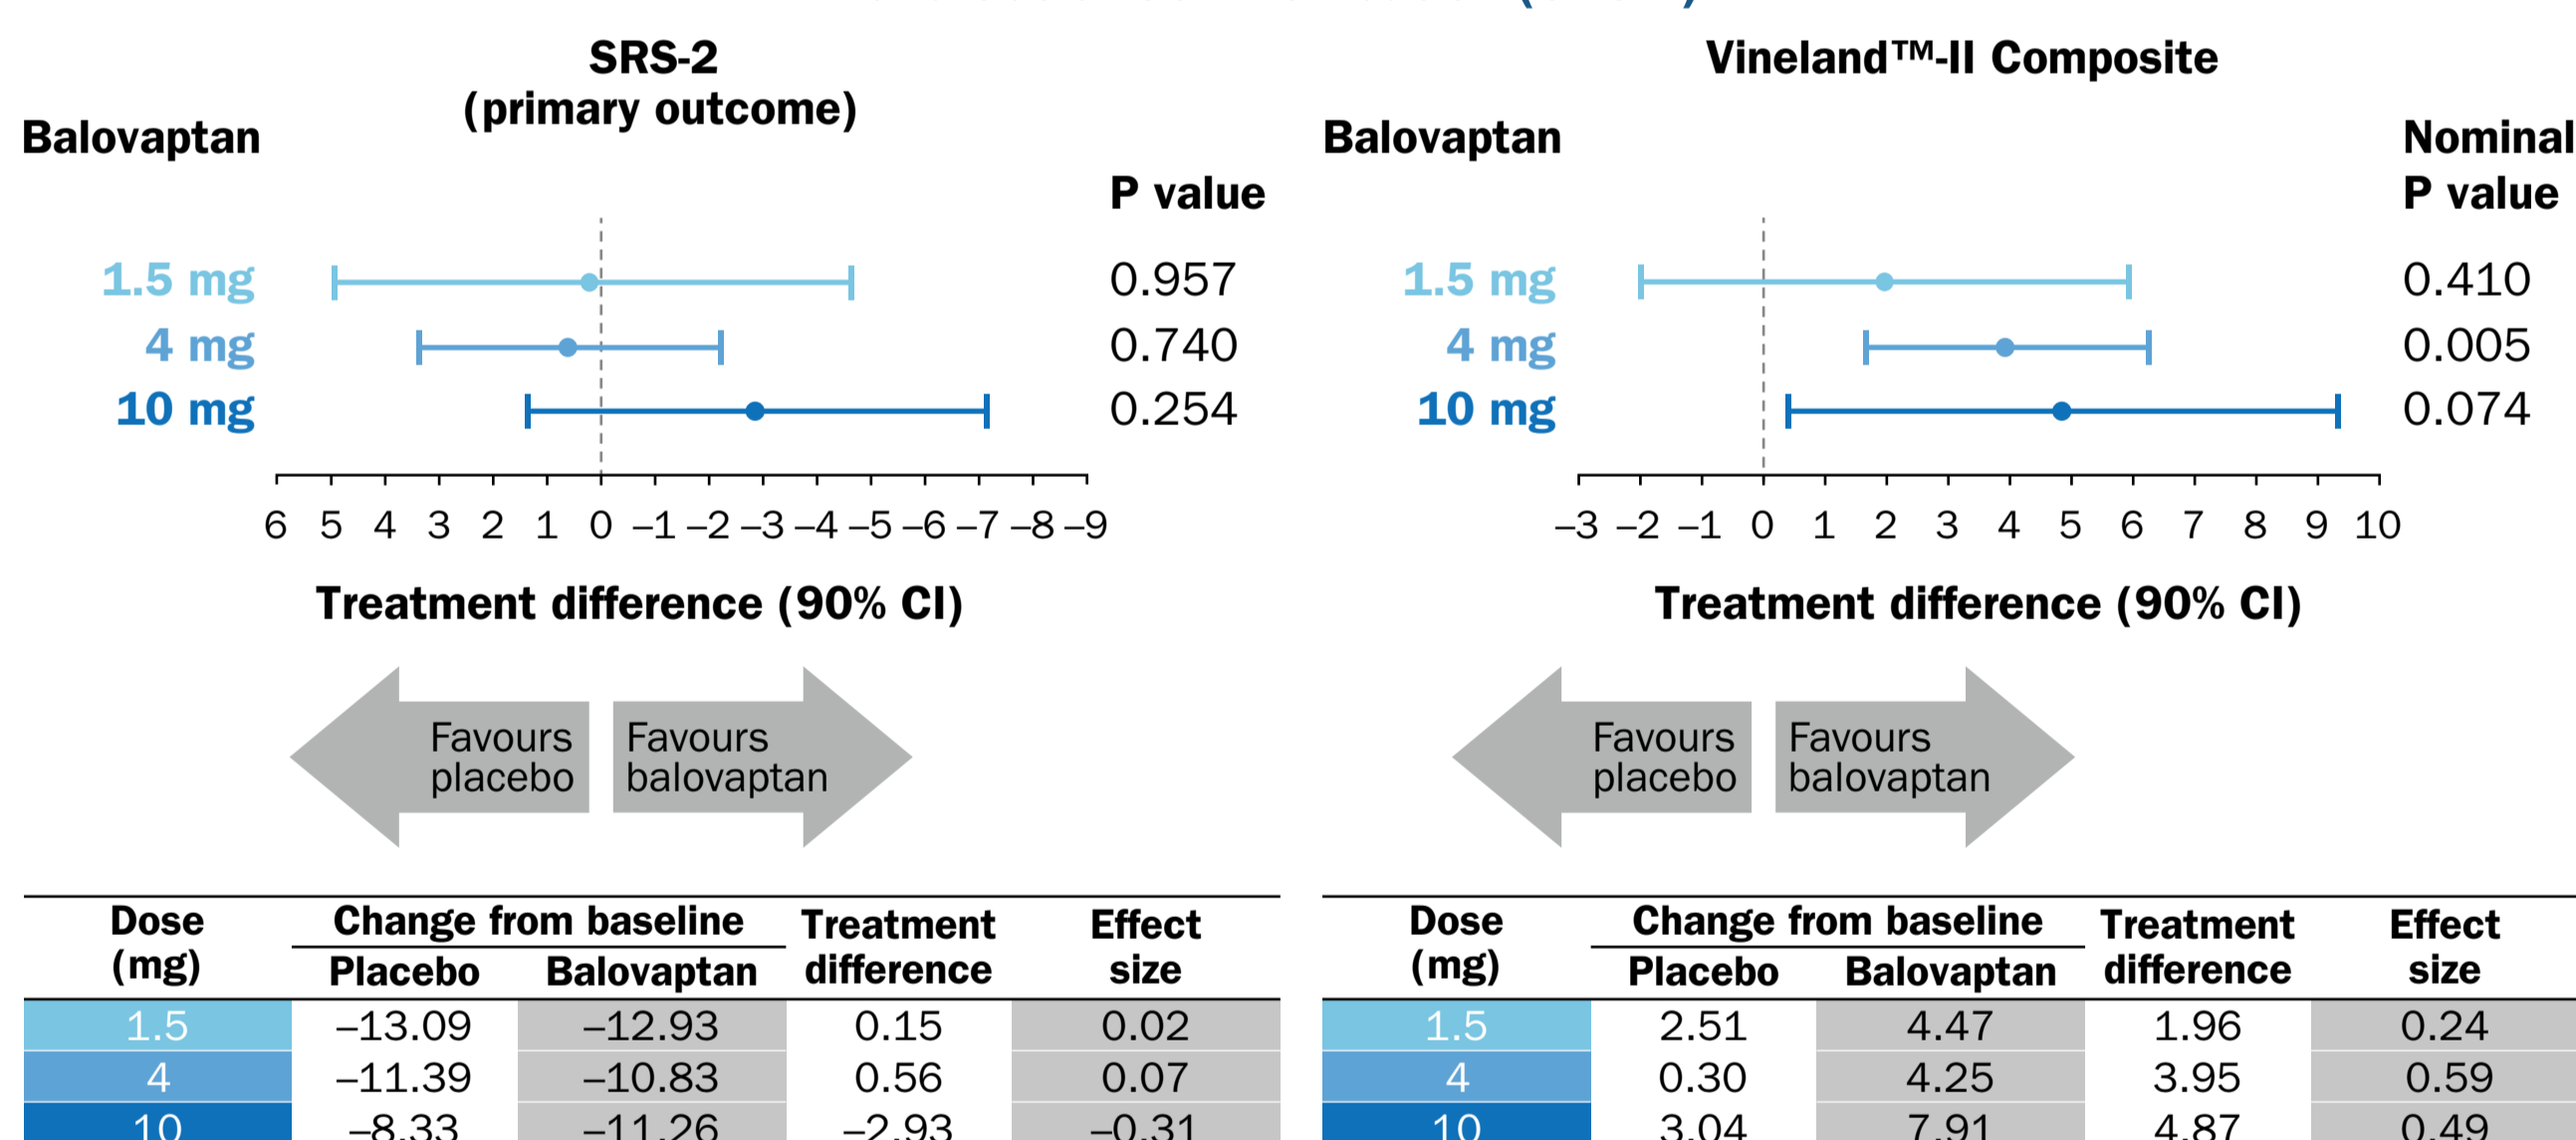 SRS-2
(primary outcome)
Balovaptan
P value
1.5 mg 0.957
4 mg 0.740
10 mg 0.254
6 5 4 3 2 1 0 –1 –2 –3 –4 –5 –6 –7 –8 –9
Treatment difference (90% CI)
Favours
placebo
Favours
balovaptan
Dose
(mg)
Change from baseline
Placebo Balovaptan
Treatment
difference
Effect
size
1.5 –13.09 –12.93 0.15 0.02
4 –11.39 –10.83 0.56 0.07
10 –8.33 –11.26 –2.93 –0.31
Vineland™-II Composite
Balovaptan
Nominal
P value
1.5 mg 0.410
4 mg 0.005
10 mg 0.074
–3 –2 –1 0 1 2 3 4 5 6 7 8 9 10
Treatment difference (90% CI)
Favours
placebo
Favours
balovaptan
Dose
(mg)
Change from baseline
Placebo Balovaptan
Treatment
difference
Effect
size
1.5 2.51 4.47 1.96 0.24
4 0.30 4.25 3.95 0.59
10 3.04 7.91 4.87 0.49